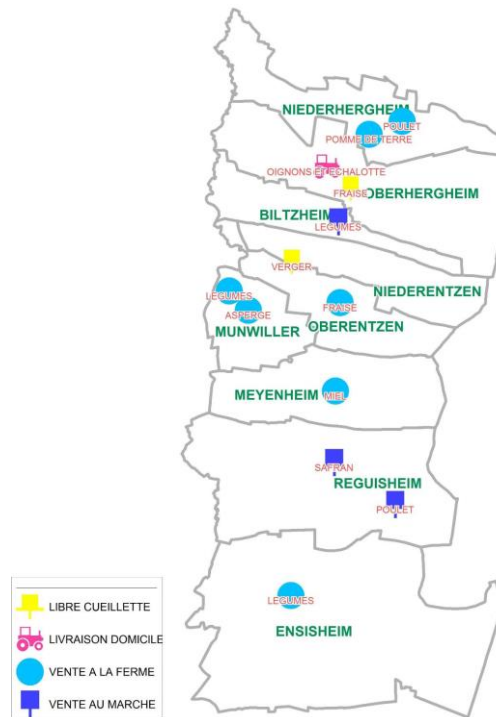 NIEDERHERGHEIM
POULET
POMME DE TERRE
OIGNONS ET ECHALOTTE
FRAISE
OBERHERGHEIM
BILTZHEIM
LEGUMES
VERGER
NIEDERENTZEN
LEGUMES
ASPERGE
FRAISE
MUNWILLER
OBERENTZEN
MEYENHEIM
MIEL
SAFRAN
REGUISHEIM
POULET
LEGUMES
ENSISHEIM
LIBRE CUEILLETTE
LIVRAISON DOMICILE
VENTE A LA FERME
VENTE AU MARCHE